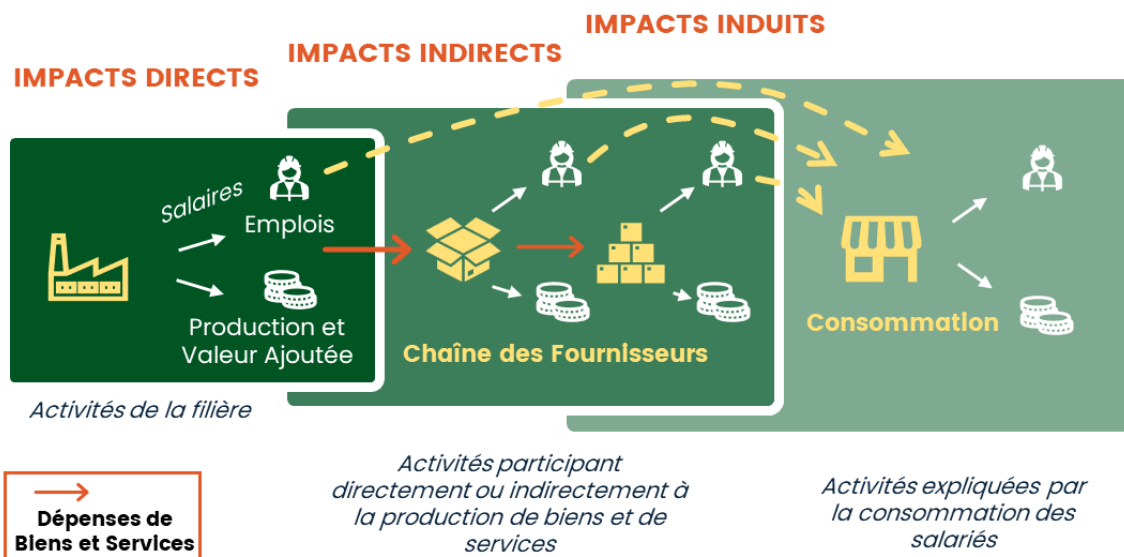 IMPACTS DIRECTS
IMPACTS INDIRECTS
IMPACTS INDUITS
Salaires
Emplois
Production et
Valeur Ajoutée
Chaîne des Fournisseurs
Consommation
Activités de la filière
Activités participant
directement ou indirectement à
la production de biens et de
services
Activités expliquées par
la consommation des
salariés
Dépenses de
Biens et Services